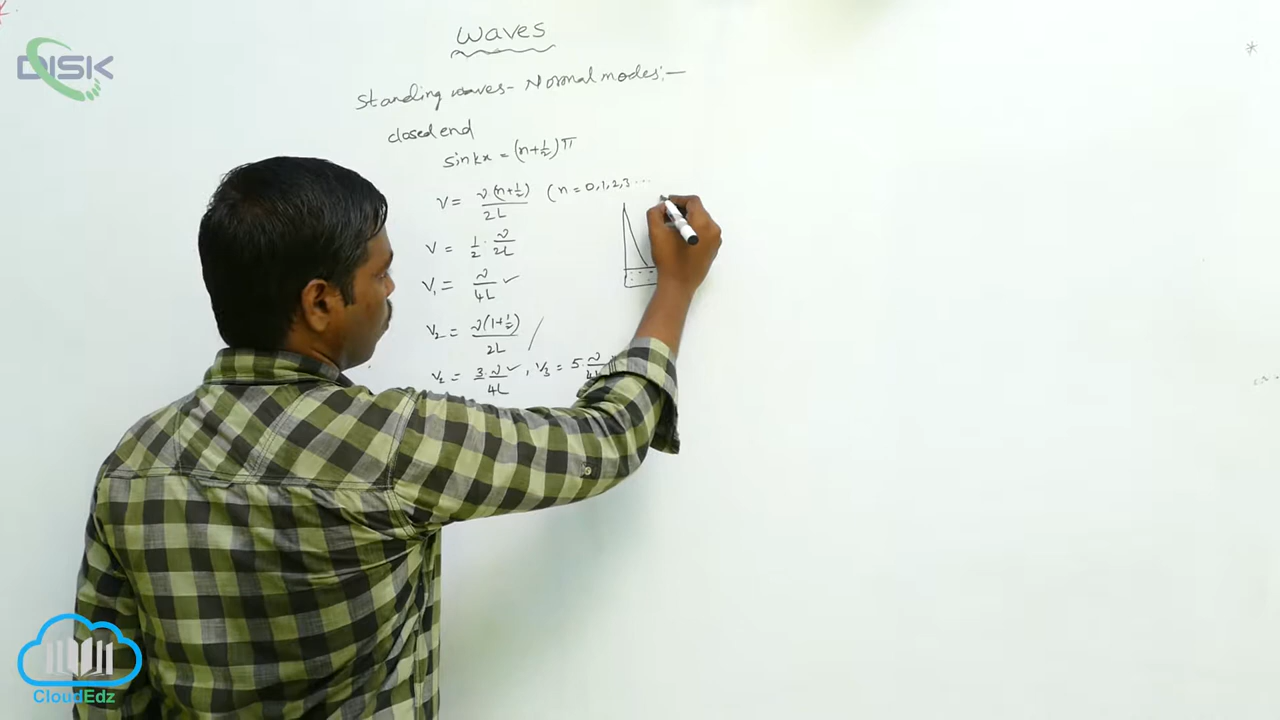 DISK
Waves
Standing waves - Normal modes:-
closed end
sin kx = (n+½)π
ν = v(n+½)/2L (n = 0,1,2,3...
ν = ½ · v/2L
ν₁ = v/4L ✓
ν₂ = v(1+½)/2L /
ν₂ = 3·v/4L ✓, ν₃ = 5·v/4L
CloudEdz